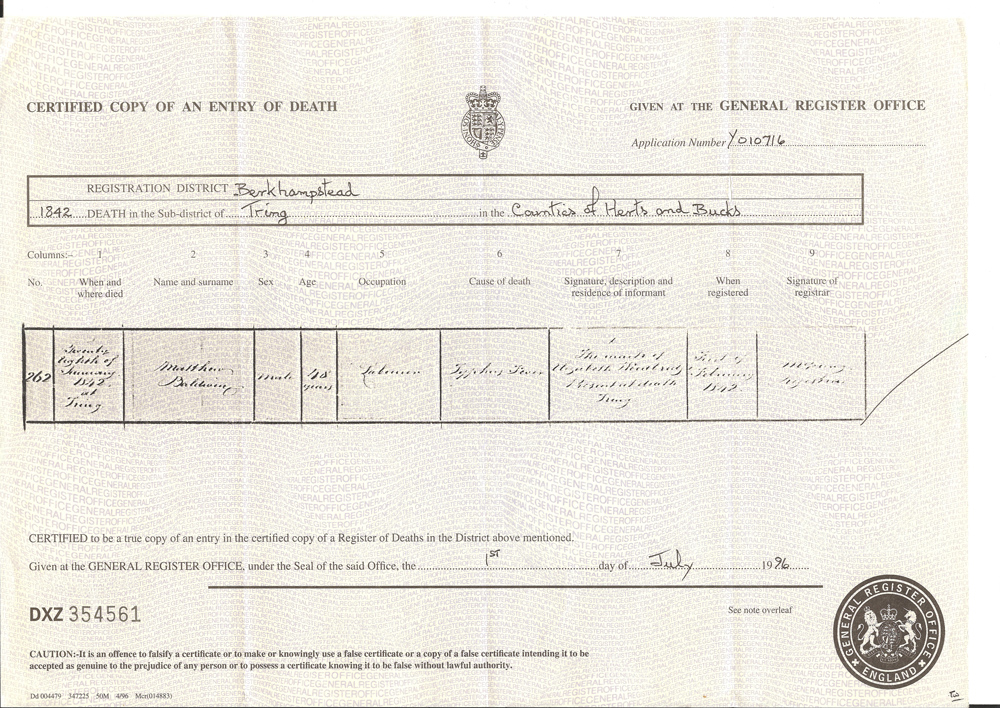 CERTIFIED COPY OF AN ENTRY OF DEATH
GIVEN AT THE GENERAL REGISTER OFFICE
Application Number Y010716
REGISTRATION DISTRICT Berkhampstead
1842 DEATH in the Sub-district of Tring in the Counties of Herts and Bucks
Columns:- 1 2 3 4 5 6 7 8 9
No. When and where died Name and surname Sex Age Occupation Cause of death Signature, description and residence of informant When registered Signature of registrar
262
Twenty
eighth of
January
1842
at
Tring
Matthew
Baldwin
male
48
years
Labourer
Typhus Fever
The mark of
Elizabeth
Present at death
Tring
First of
February
1842
CERTIFIED to be a true copy of an entry in the certified copy of a Register of Deaths in the District above mentioned.
Given at the GENERAL REGISTER OFFICE, under the Seal of the said Office, the 1ST day of July 1996
DXZ 354561
See note overleaf
CAUTION:-It is an offence to falsify a certificate or to make or knowingly use a false certificate or a copy of a false certificate intending it to be
accepted as genuine to the prejudice of any person or to possess a certificate knowing it to be false without lawful authority.
Dd 004479 347225 50M 4/96 Mcr(014883)
GENERAL REGISTER OFFICE
ENGLAND